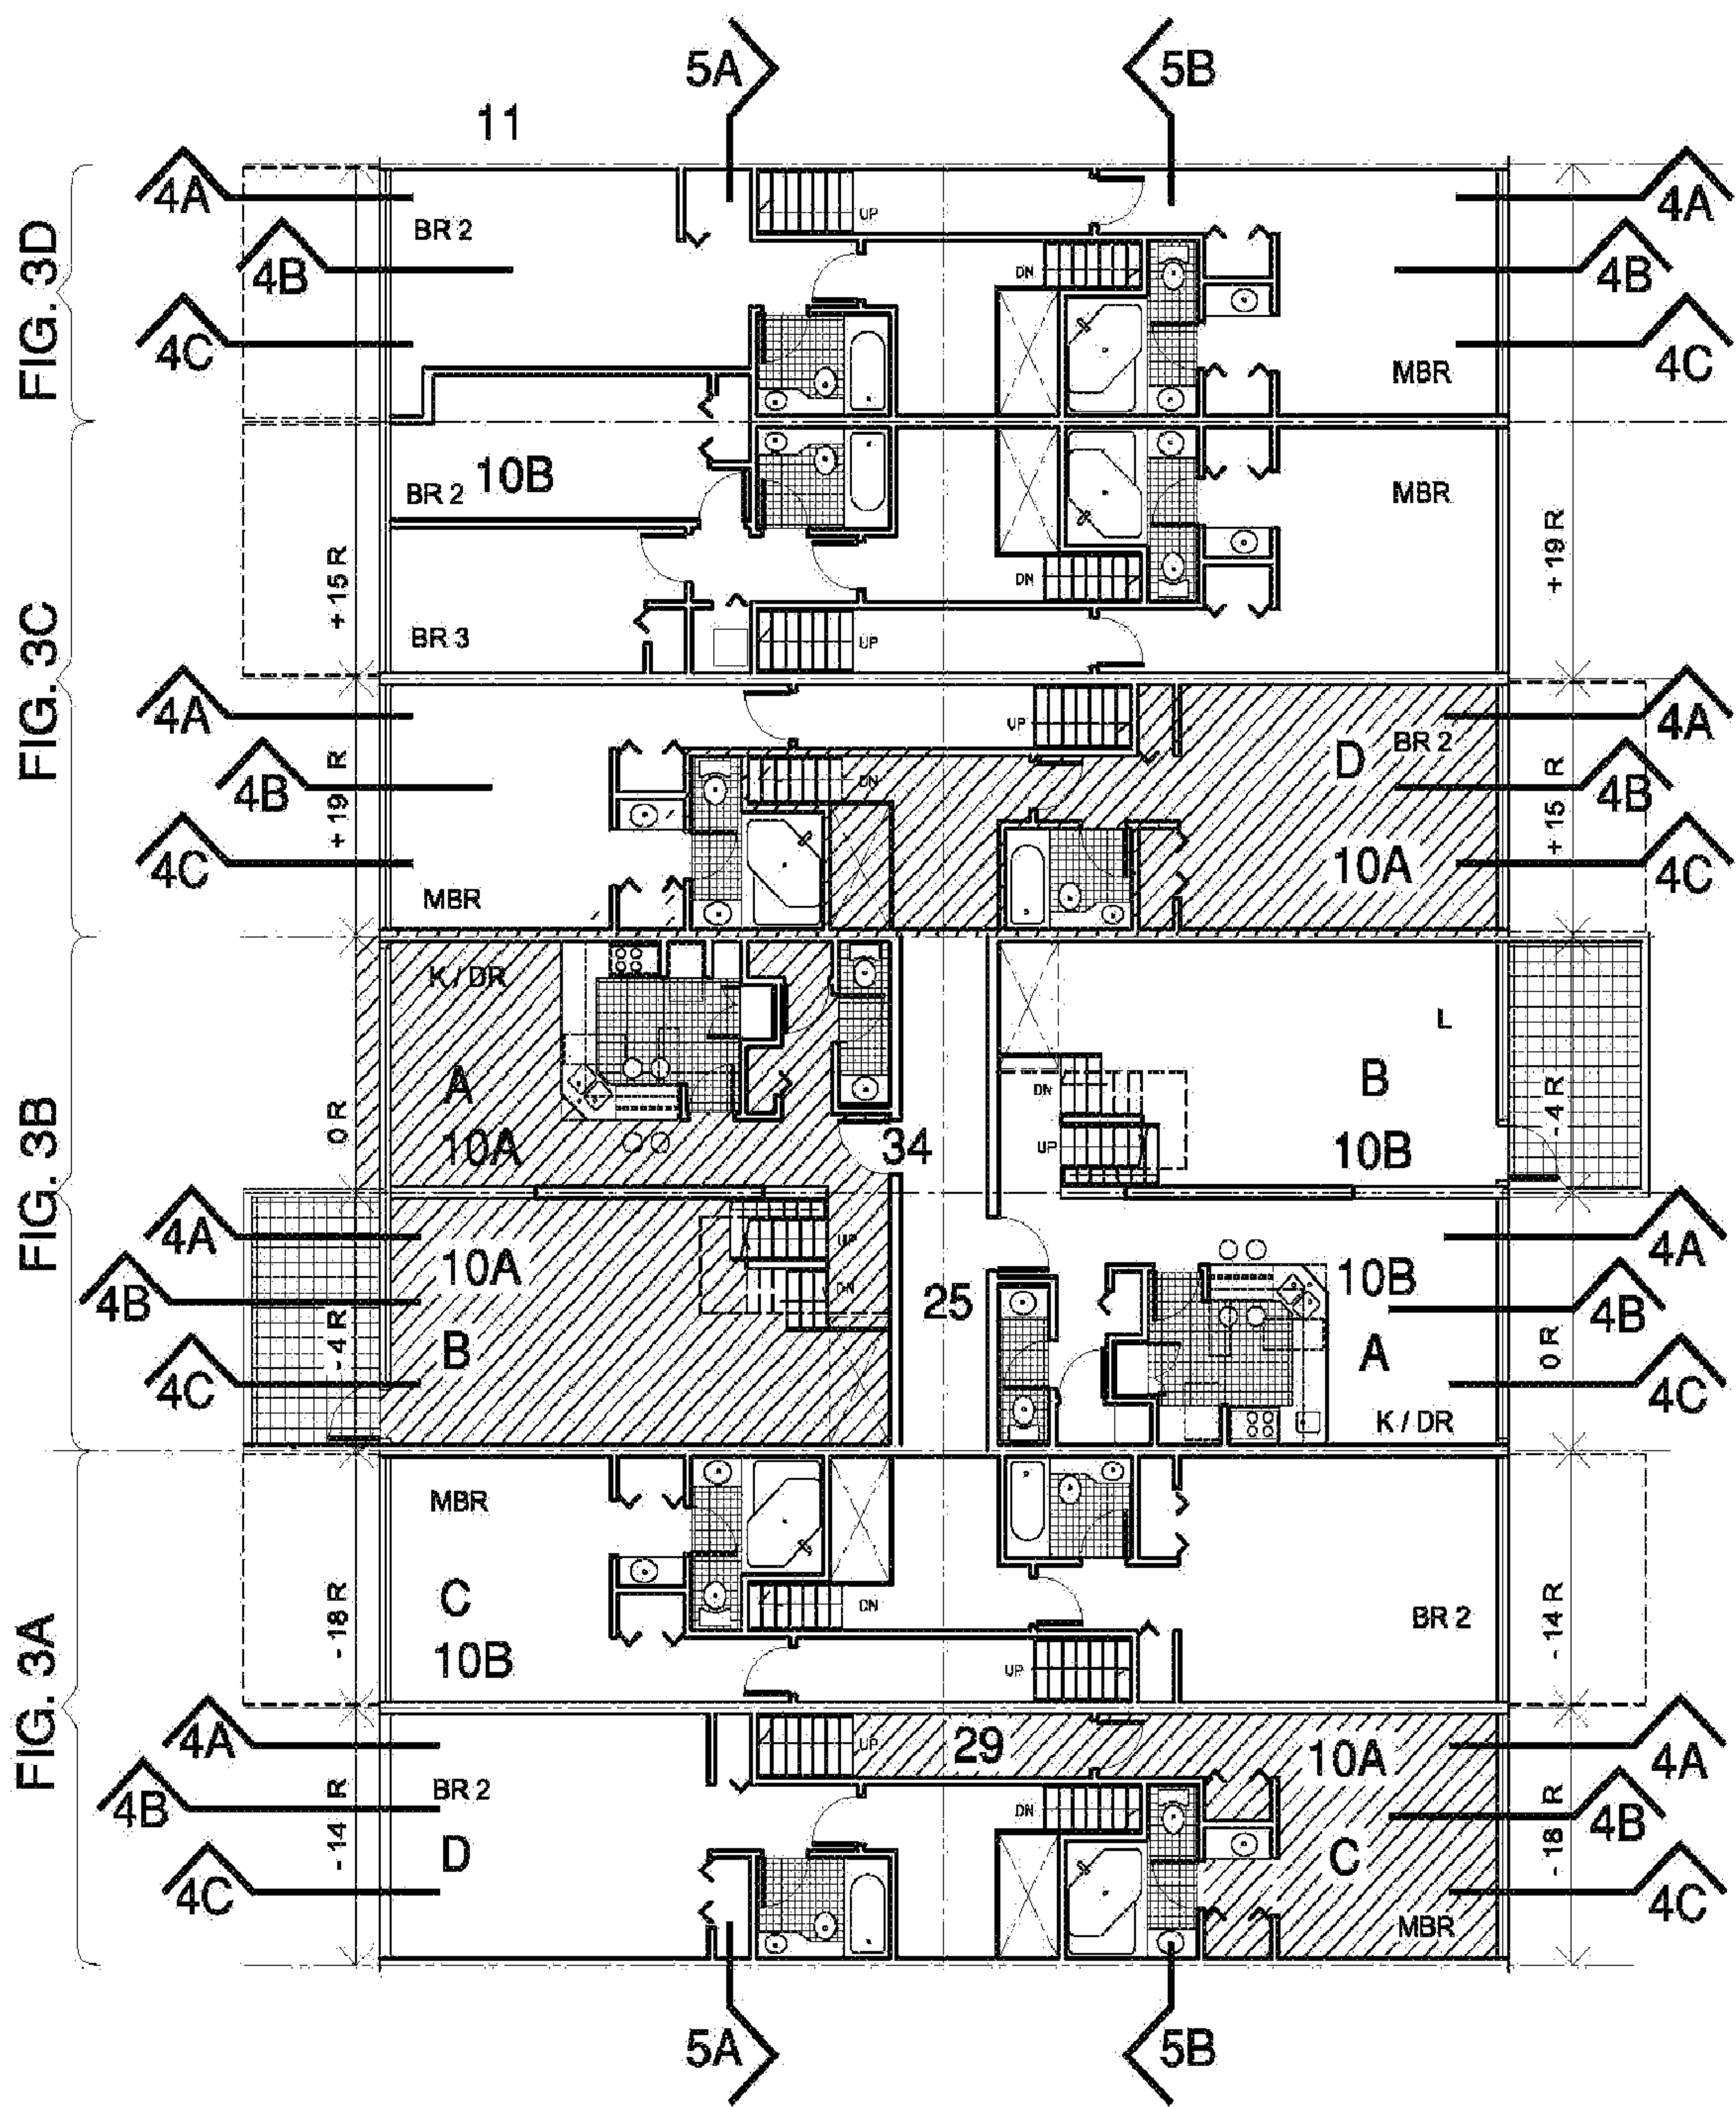 5A 5B
11
4A 4A
BR 2 UP
4B DN 4B
4C 4C
MBR
FIG. 3D
BR 2 10B MBR
+ 15 R + 19 R
DN
BR 3 UP
FIG. 3C
4A UP D BR 2 4A
4B + 19 R DN + 15 R 4B
4C 10A 4C
MBR
K / DR L
A DN B
0 R 10A 34 UP 10B - 4 R
FIG. 3B
4A 10A UP 10B 4A
4B DN 25 4B
- 4 R B A 0 R
4C 4C
K / DR
MBR
C DN
- 18 R BR 2 - 14 R
10B UP
FIG. 3A
4A UP 29 10A 4A
BR 2 DN
4B 4B
- 14 R D C - 18 R
4C MBR 4C
5A 5B